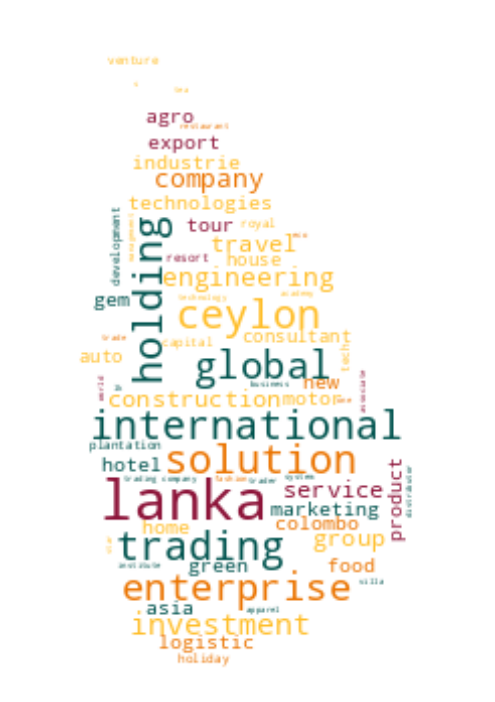 venture
tea
agro
restaurant
export
industrie
company
technologies
development
management
holding
tour
royal
travel
eco
resort
house
engineering
gem
technology
academy
ceylon
trade
capital
consultant
auto
tech
global
world
business
new
associate
construction
motor
international
plantation
hotel
solution
trading company
fashion
trader
system
lanka
service
product
distributor
marketing
home
colombo
star
trading
group
institute
green
food
enterprise
villa
asia
apparel
investment
logistic
holiday